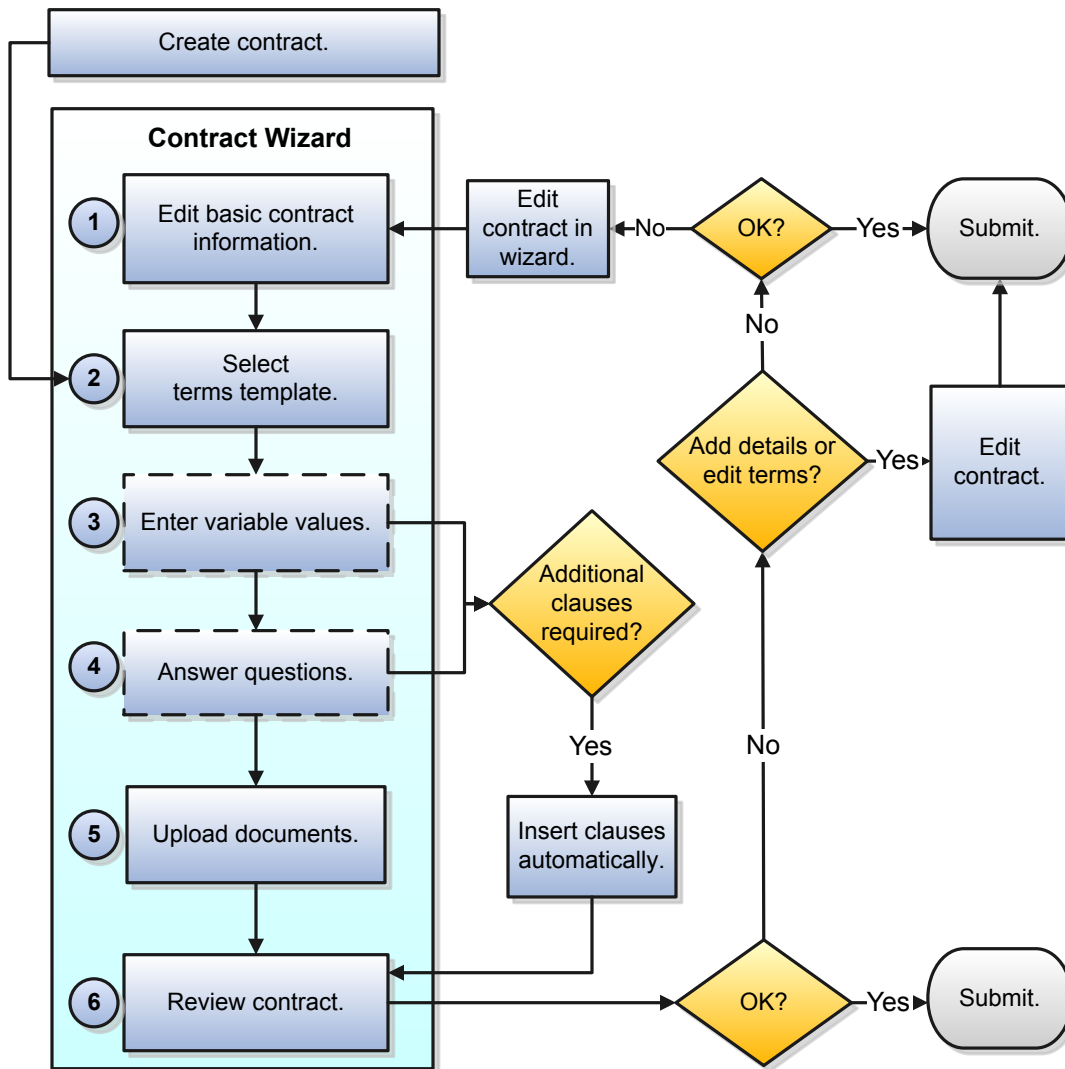 Create contract.
Contract Wizard
1
Edit basic contract
information.
Edit
contract in
wizard.
No
OK?
Yes
Submit.
No
2
Select
terms template.
Add details or
edit terms?
Yes
Edit
contract.
3
Enter variable values.
Additional
clauses
required?
4
Answer questions.
Yes
No
5
Upload documents.
Insert clauses
automatically.
6
Review contract.
OK?
Yes
Submit.